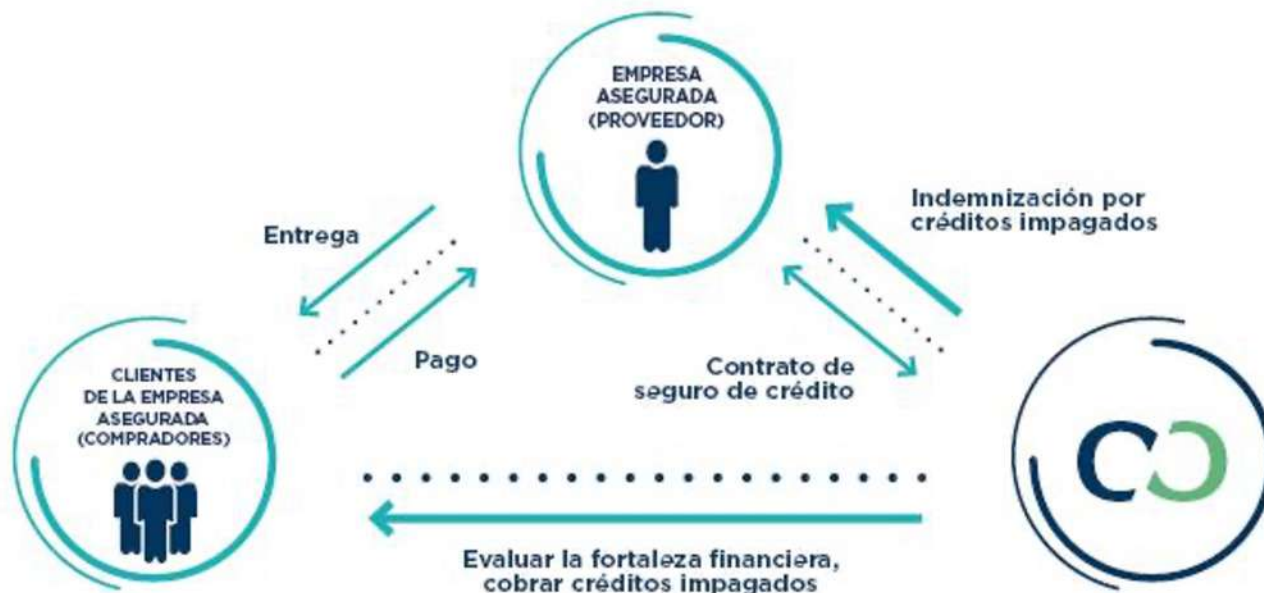 EMPRESA
ASEGURADA
(PROVEEDOR)
Indemnización por
créditos impagados
Entrega
Pago
Contrato de
seguro de crédito
CLIENTES
DE LA EMPRESA
ASEGURADA
(COMPRADORES)
Evaluar la fortaleza financiera,
cobrar créditos impagados